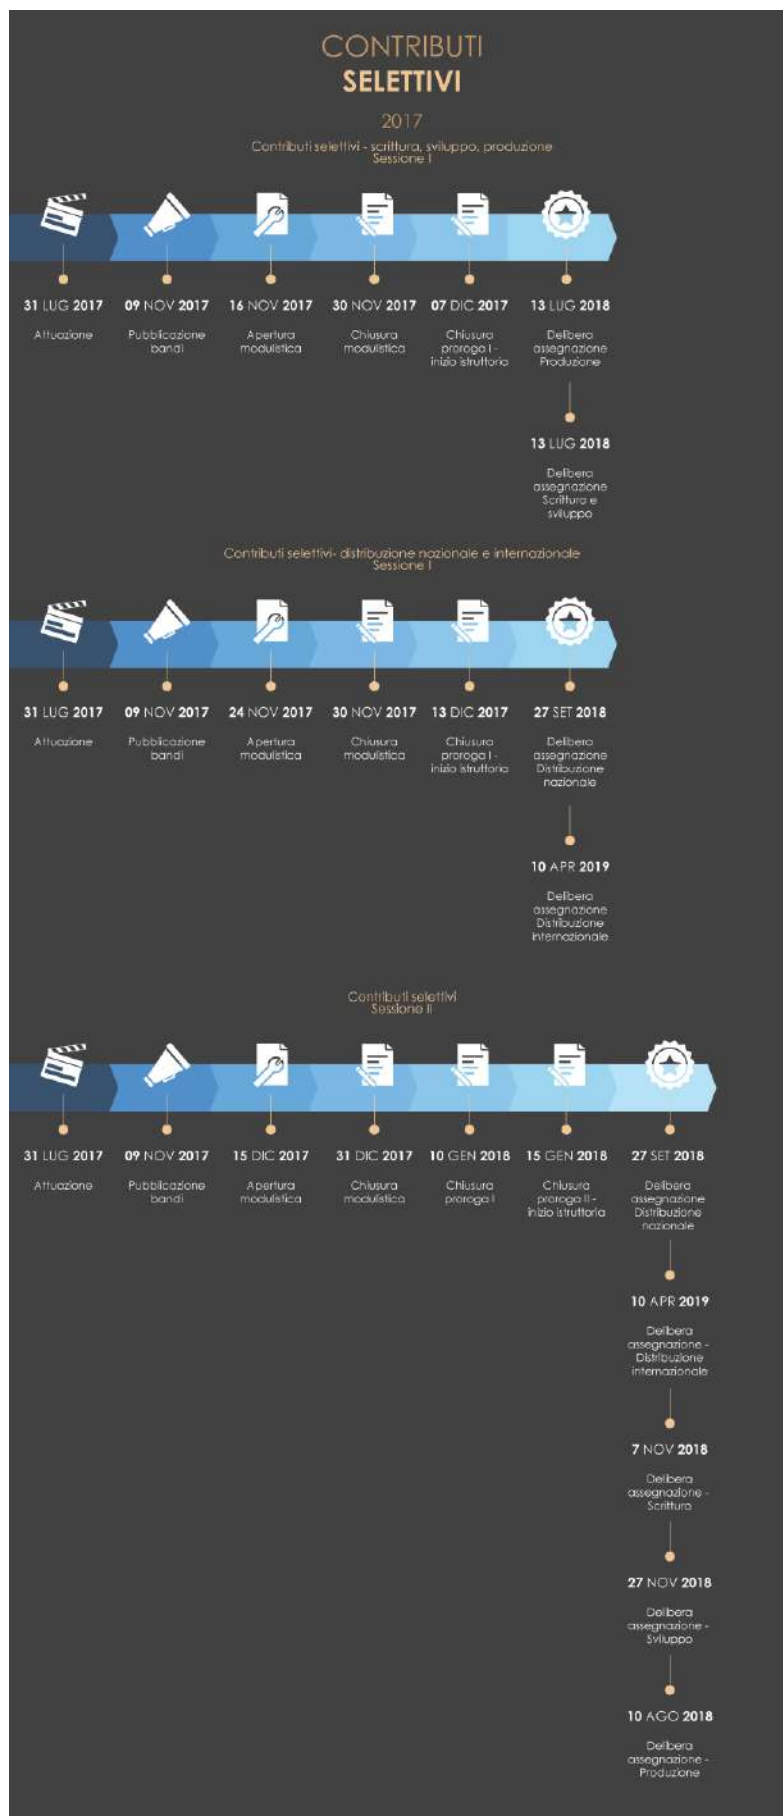 CONTRIBUTI
SELETTIVI
2017
Contributi selettivi - scrittura, sviluppo, produzione
Sessione I
31 LUG 2017
Attuazione
09 NOV 2017
Pubblicazione
bandi
16 NOV 2017
Apertura
modulistica
30 NOV 2017
Chiusura
modulistica
07 DIC 2017
Chiusura
proroga I -
inizio istruttoria
13 LUG 2018
Delibera
assegnazione
Produzione
13 LUG 2018
Delibera
assegnazione
Scrittura e
sviluppo
Contributi selettivi- distribuzione nazionale e internazionale
Sessione I
31 LUG 2017
Attuazione
09 NOV 2017
Pubblicazione
bandi
24 NOV 2017
Apertura
modulistica
30 NOV 2017
Chiusura
modulistica
13 DIC 2017
Chiusura
proroga I -
inizio istruttoria
27 SET 2018
Delibera
assegnazione
Distribuzione
nazionale
10 APR 2019
Delibera
assegnazione
Distribuzione
internazionale
Contributi selettivi
Sessione II
31 LUG 2017
Attuazione
09 NOV 2017
Pubblicazione
bandi
15 DIC 2017
Apertura
modulistica
31 DIC 2017
Chiusura
modulistica
10 GEN 2018
Chiusura
proroga I
15 GEN 2018
Chiusura
proroga II -
inizio istruttoria
27 SET 2018
Delibera
assegnazione
Distribuzione
nazionale
10 APR 2019
Delibera
assegnazione -
Distribuzione
internazionale
7 NOV 2018
Delibera
assegnazione -
Scrittura
27 NOV 2018
Delibera
assegnazione -
Sviluppo
10 AGO 2018
Delibera
assegnazione -
Produzione